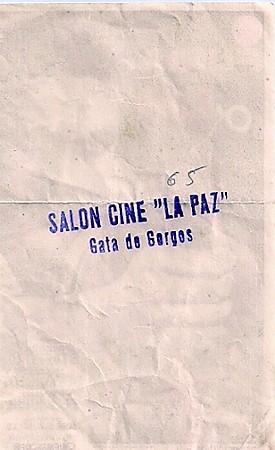 65
SALON CINE "LA PAZ"
Gata de Gorgos